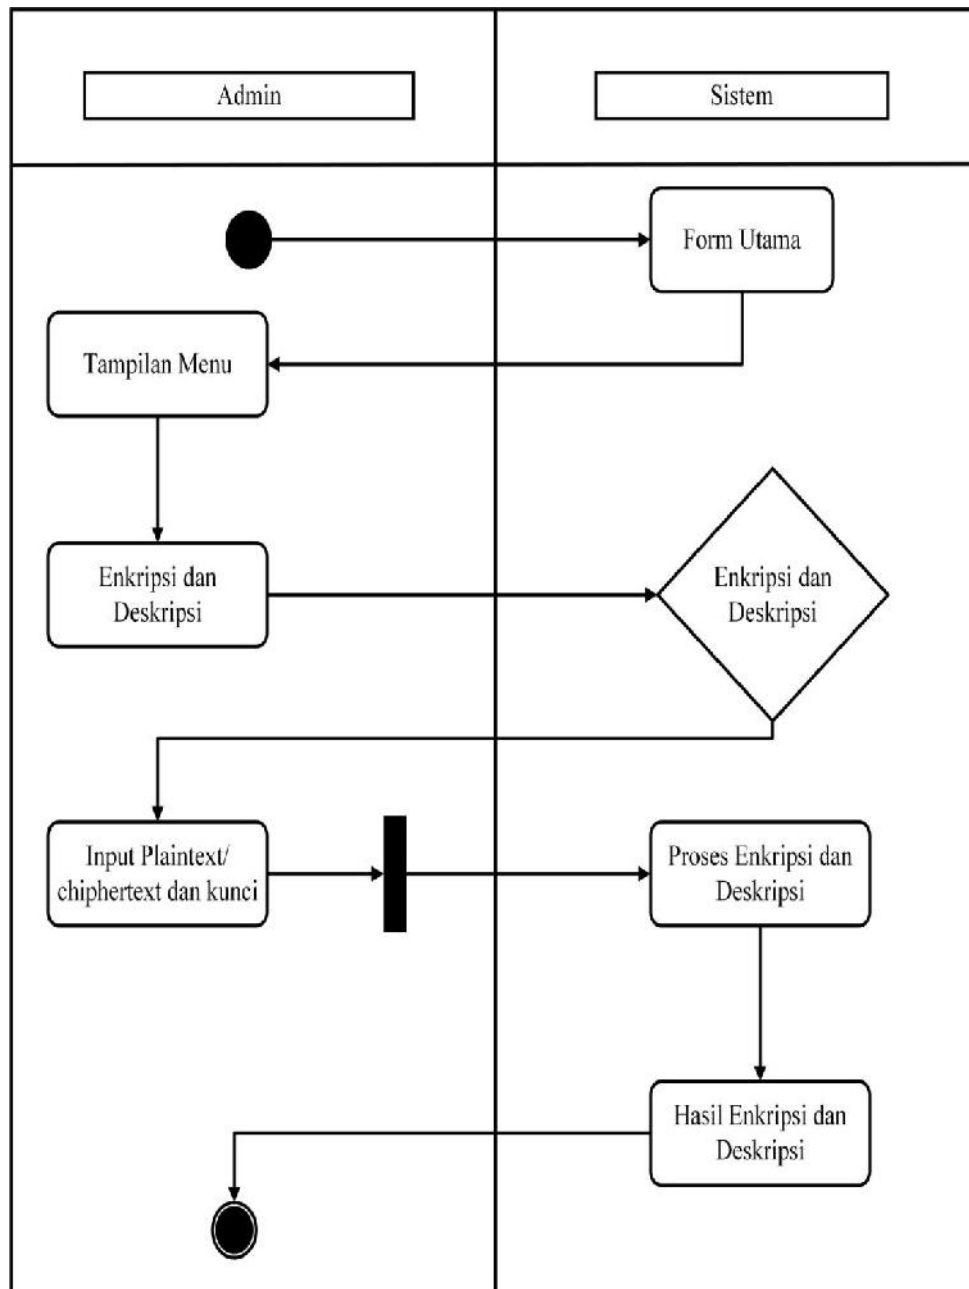 Admin
Sistem
Form Utama
Tampilan Menu
Enkripsi dan
Deskripsi
Enkripsi dan
Deskripsi
Input Plaintext/
chiphertext dan kunci
Proses Enkripsi dan
Deskripsi
Hasil Enkripsi dan
Deskripsi